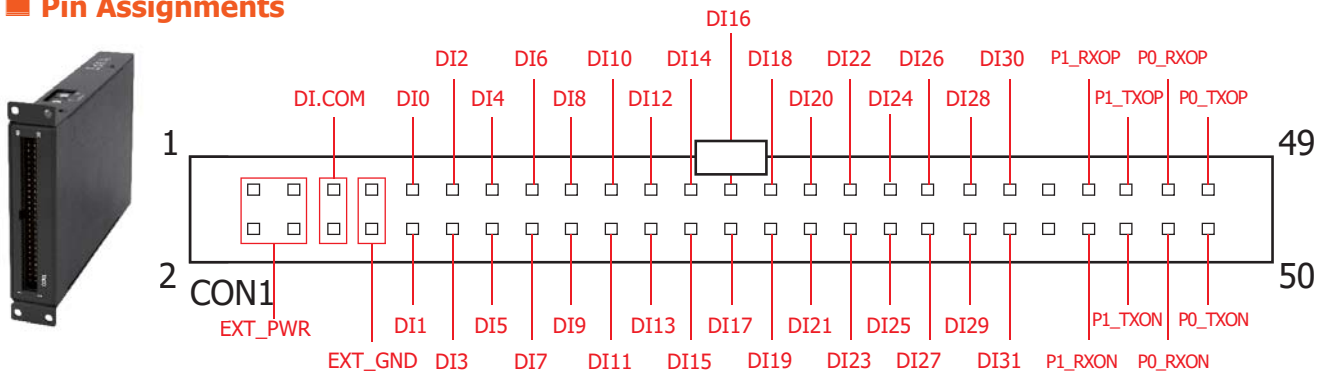 Pin Assignments
DI16
DI2 DI6 DI10 DI14 DI18 DI22 DI26 DI30 P1_RXOP P0_RXOP
DI.COM DI0 DI4 DI8 DI12 DI20 DI24 DI28 P1_TXOP P0_TXOP
1 49
2 50
CON1
EXT_PWR DI1 DI5 DI9 DI13 DI17 DI21 DI25 DI29 P1_TXON P0_TXON
EXT_GND DI3 DI7 DI11 DI15 DI19 DI23 DI27 DI31 P1_RXON P0_RXON